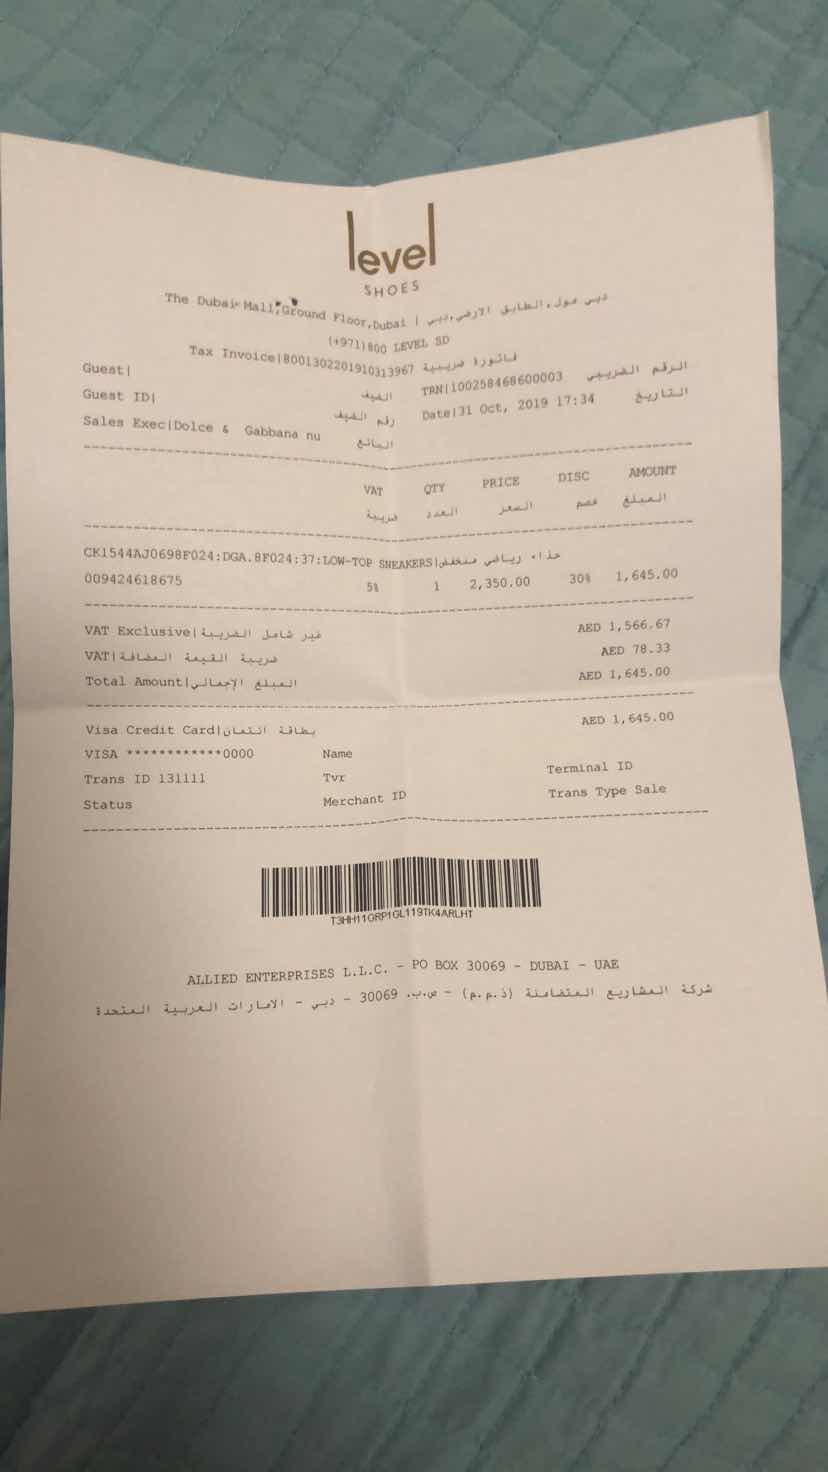 level
SHOES
The Dubai Mall,Ground Floor,Dubai | دبي مول,الطابق الارضي,دبي
(+971)800 LEVEL SD
Tax Invoice|8001302201910313967 فاتورة ضريبية
Guest| الضيف TRN|100258468600003 الرقم الضريبي
Guest ID| رقم الضيف Date|31 Oct, 2019 17:34 التاريخ
Sales Exec|Dolce & Gabbana nu البائع
VAT QTY PRICE DISC AMOUNT
ضريبة العدد السعر خصم المبلغ
CK1544AJ0698F024:DGA.8F024:37:LOW-TOP SNEAKERS|حذاء رياضي منخفض
009424618675 5% 1 2,350.00 30% 1,645.00
VAT Exclusive|غير شامل الضريبة AED 1,566.67
VAT|ضريبة القيمة المضافة AED 78.33
Total Amount|المبلغ الإجمالي AED 1,645.00
Visa Credit Card|بطاقة ائتمان AED 1,645.00
VISA ************0000 Name
Trans ID 131111 Tvr Terminal ID
Status Merchant ID Trans Type Sale
T3HH11GRP1GL119TK4ARLHT
ALLIED ENTERPRISES L.L.C. - PO BOX 30069 - DUBAI - UAE
شركة المشاريع المتضامنة (ذ.م.م) - ص.ب. 30069 - دبي - الامارات العربية المتحدة